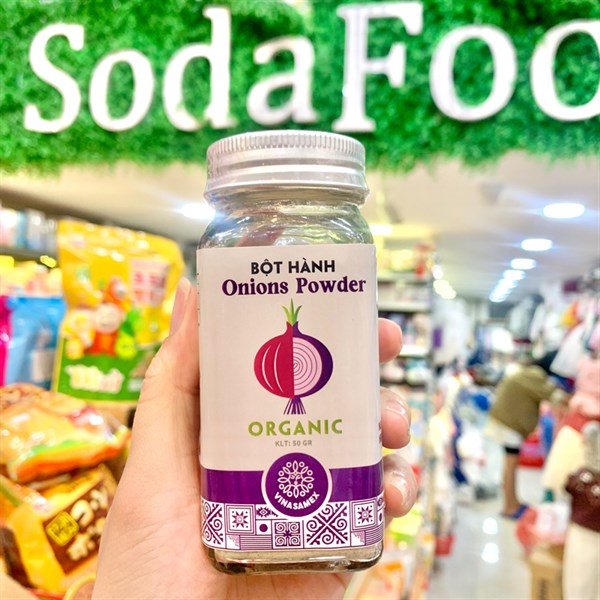 SodaFoo
BỘT HÀNH
Onions Powder
ORGANIC
KLT: 50 GR
VINASAMEX